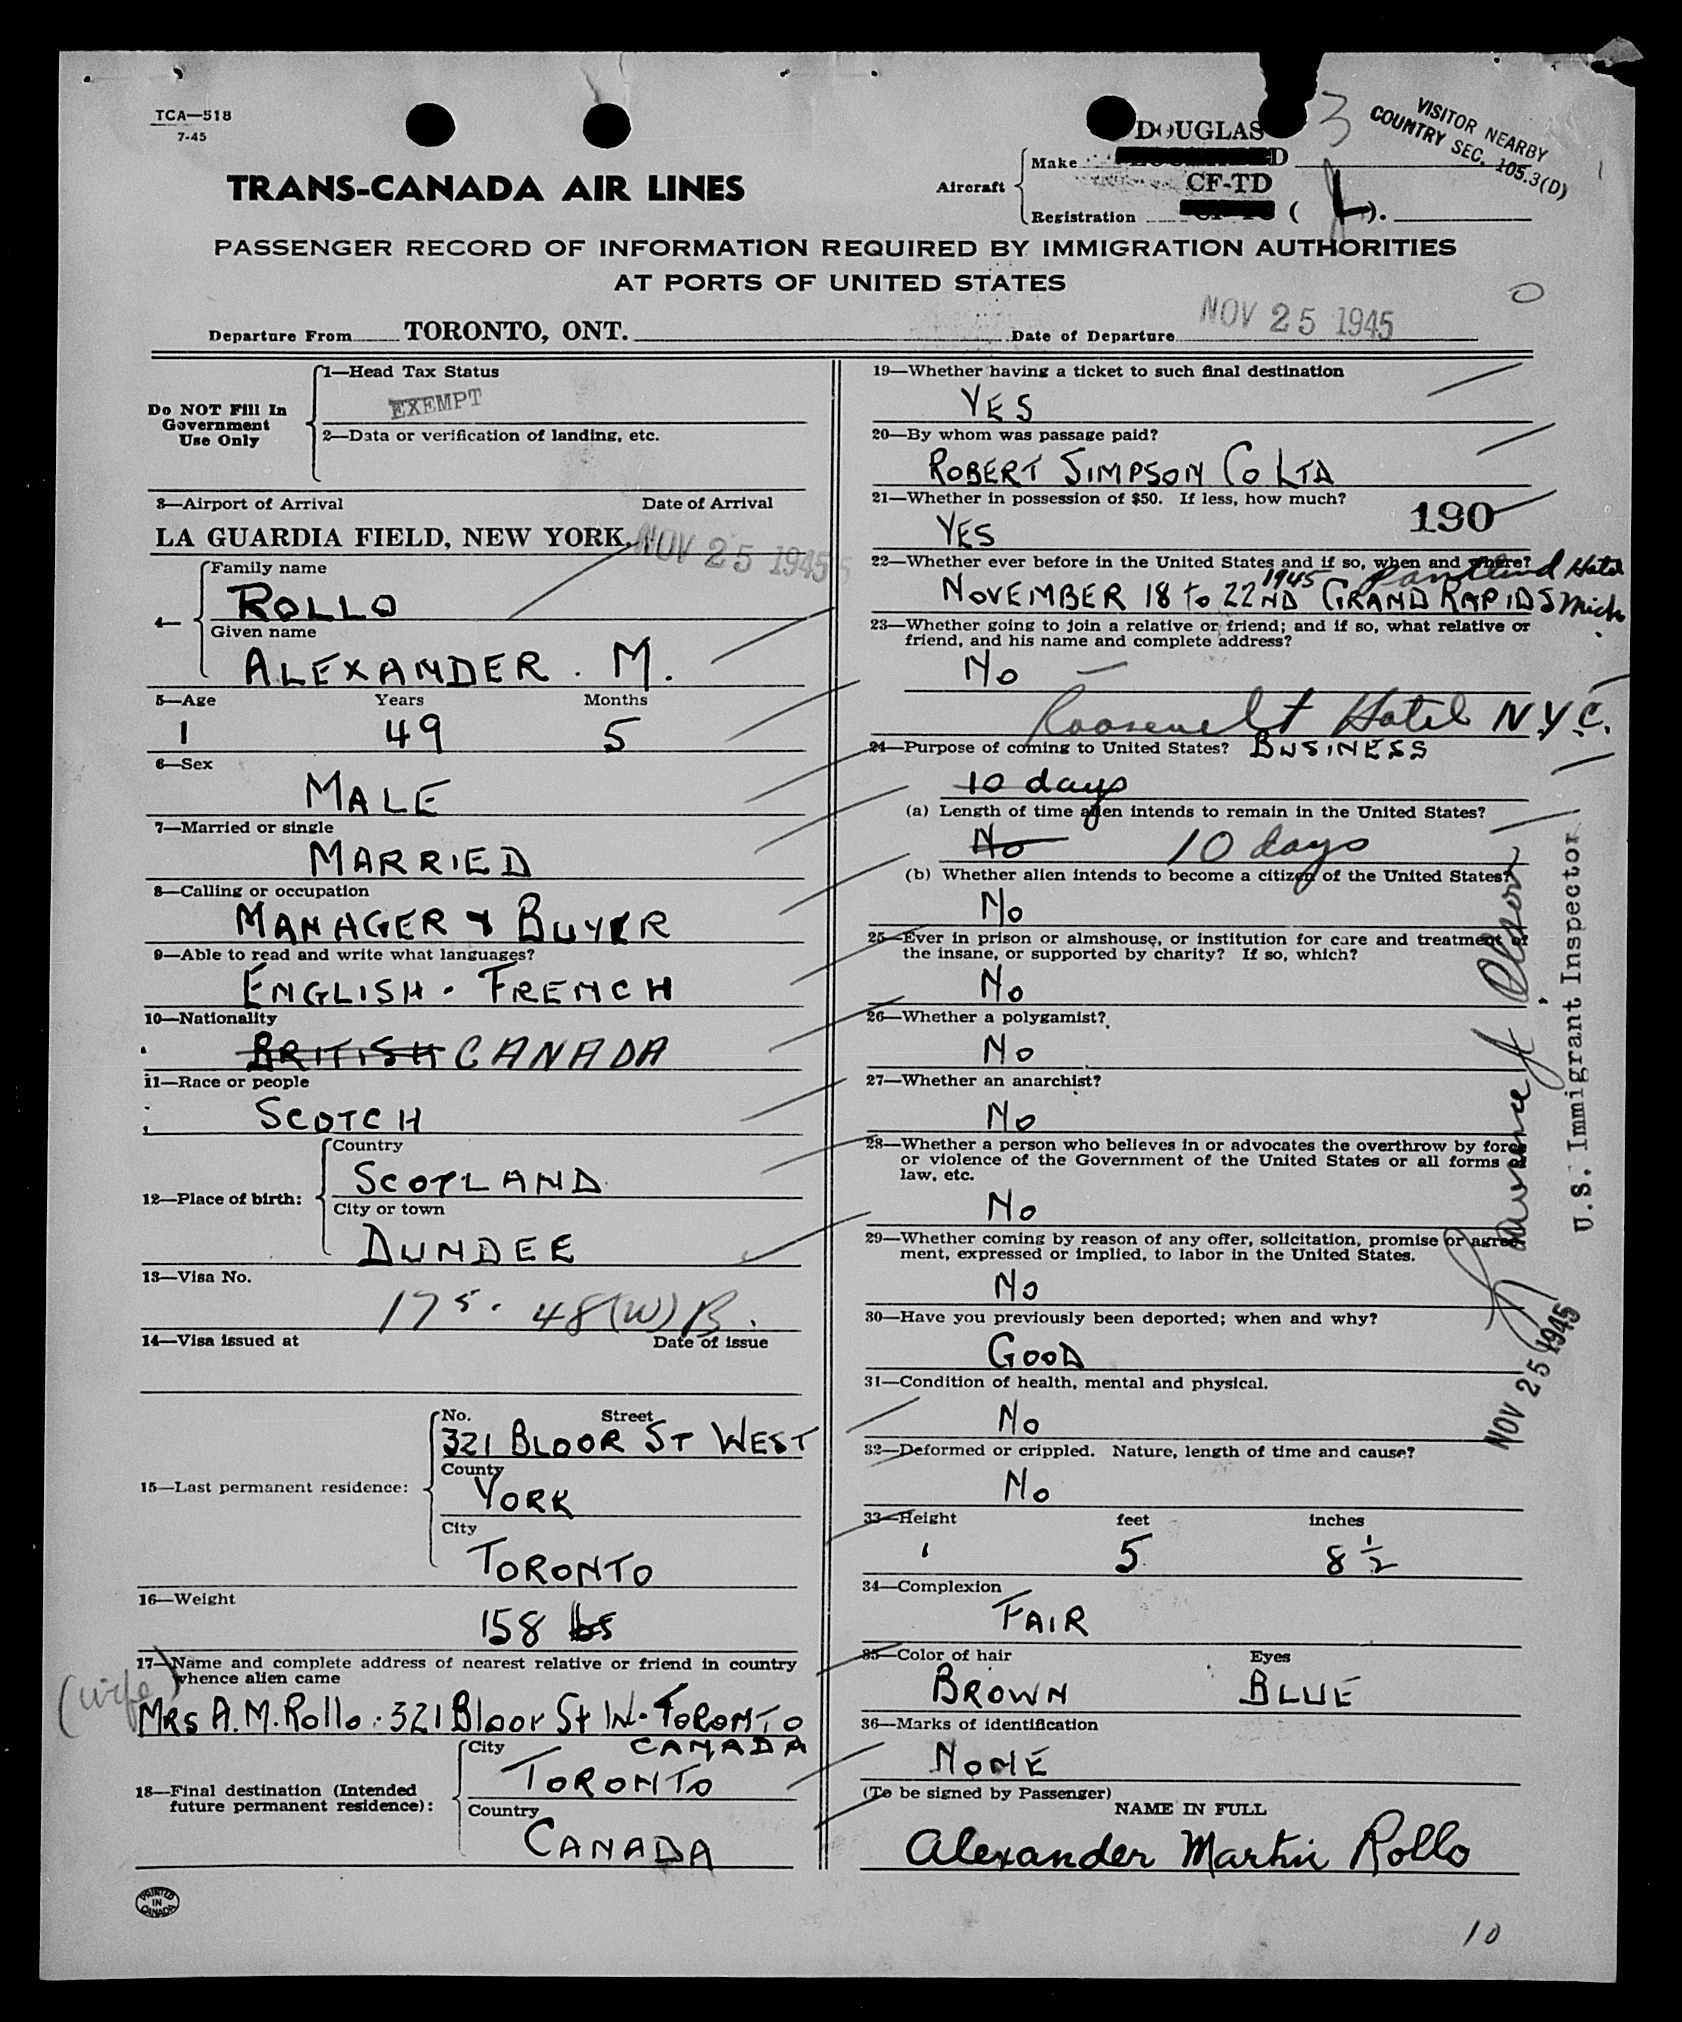 TCA—518
7-45
VISITOR NEARBY
COUNTRY SEC. 105.3(D)
3
DOUGLAS
Make
D
TRANS-CANADA AIR LINES
Aircraft
CF-TD
Registration ( L ).
PASSENGER RECORD OF INFORMATION REQUIRED BY IMMIGRATION AUTHORITIES
AT PORTS OF UNITED STATES
O
Departure From TORONTO, ONT. Date of Departure NOV 25 1945
Do NOT Fill In
Government
Use Only
1—Head Tax Status
EXEMPT
2—Data or verification of landing, etc.
3—Airport of Arrival Date of Arrival
LA GUARDIA FIELD, NEW YORK. NOV 25 1945
4—
Family name
ROLLO
Given name
ALEXANDER . M.
5—Age Years Months
1 49 5
6—Sex
MALE
7—Married or single
MARRIED
8—Calling or occupation
MANAGER & BUYER
9—Able to read and write what languages?
ENGLISH - FRENCH
10—Nationality
BRITISH CANADA
11—Race or people
SCOTCH
12—Place of birth:
Country
SCOTLAND
City or town
DUNDEE
13—Visa No.
175. 48(W)B.
14—Visa issued at Date of issue
15—Last permanent residence:
No. Street
321 BLOOR ST WEST
County
YORK
City
TORONTO
16—Weight
158 lbs
17—Name and complete address of nearest relative or friend in country
whence alien came
(wife)
MRS A.M. Rollo . 321 Bloor St W. TORONTO
CANADA
18—Final destination (Intended
future permanent residence):
City
TORONTO
Country
CANADA
PRINTED
IN
CANADA
19—Whether having a ticket to such final destination
YES
20—By whom was passage paid?
ROBERT SIMPSON CO LTD
21—Whether in possession of $50. If less, how much?
YES
190
22—Whether ever before in the United States and if so, when and where?
Pantlind Hotel
NOVEMBER 18 to 22ND 1945 GRAND RAPIDS Mich
23—Whether going to join a relative or friend; and if so, what relative or
friend, and his name and complete address?
No
Roosevelt Hotel N.Y.C.
24—Purpose of coming to United States? BUSINESS
10 days
(a) Length of time alien intends to remain in the United States?
No 10 days
(b) Whether alien intends to become a citizen of the United States?
No
25—Ever in prison or almshouse, or institution for care and treatment of
the insane, or supported by charity? If so, which?
No
26—Whether a polygamist?
No
27—Whether an anarchist?
No
28—Whether a person who believes in or advocates the overthrow by force
or violence of the Government of the United States or all forms of
law, etc.
No
29—Whether coming by reason of any offer, solicitation, promise or agree-
ment, expressed or implied, to labor in the United States.
No
30—Have you previously been deported; when and why?
GOOD
31—Condition of health, mental and physical.
No
32—Deformed or crippled. Nature, length of time and cause?
No
33—Height feet inches
' 5 8 ½
34—Complexion
FAIR
35—Color of hair Eyes
BROWN BLUE
36—Marks of identification
NONE
(To be signed by Passenger)
NAME IN FULL
Alexander Martin Rollo
U.S. Immigrant Inspector
NOV 25 1945
10